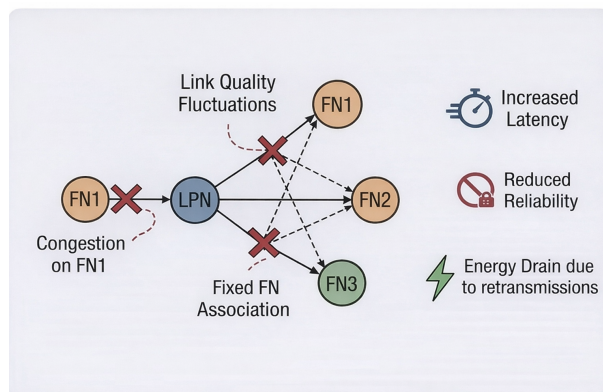 Link Quality
Fluctuations
FN1
Increased
Latency
FN1
LPN
FN2
Reduced
Reliability
Congestion
on FN1
Fixed FN
Association
FN3
Energy Drain due
to retransmissions